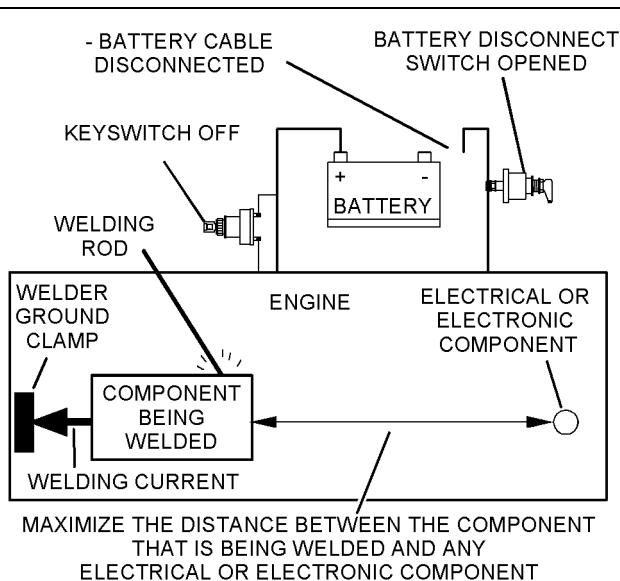 - BATTERY CABLE
DISCONNECTED
BATTERY DISCONNECT
SWITCH OPENED
KEYSWITCH OFF
+
-
BATTERY
WELDING
ROD
WELDER
GROUND
CLAMP
ENGINE
ELECTRICAL OR
ELECTRONIC
COMPONENT
COMPONENT
BEING
WELDED
WELDING CURRENT
MAXIMIZE THE DISTANCE BETWEEN THE COMPONENT
THAT IS BEING WELDED AND ANY
ELECTRICAL OR ELECTRONIC COMPONENT